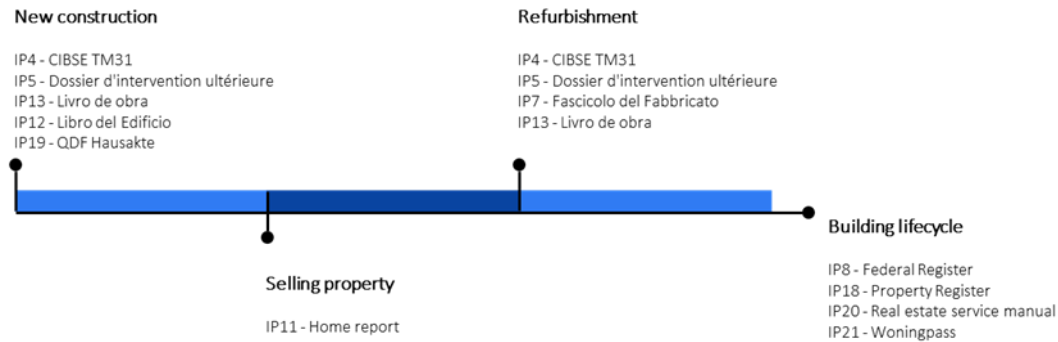 New construction
IP4 - CIBSE TM31
IP5 - Dossier d'intervention ultérieure
IP13 - Livro de obra
IP12 - Libro del Edificio
IP19 - QDF Hausakte
Refurbishment
IP4 - CIBSE TM31
IP5 - Dossier d'intervention ultérieure
IP7 - Fascicolo del Fabbricato
IP13 - Livro de obra
Selling property
IP11 - Home report
Building lifecycle
IP8 - Federal Register
IP18 - Property Register
IP20 - Real estate service manual
IP21 - Woningpass